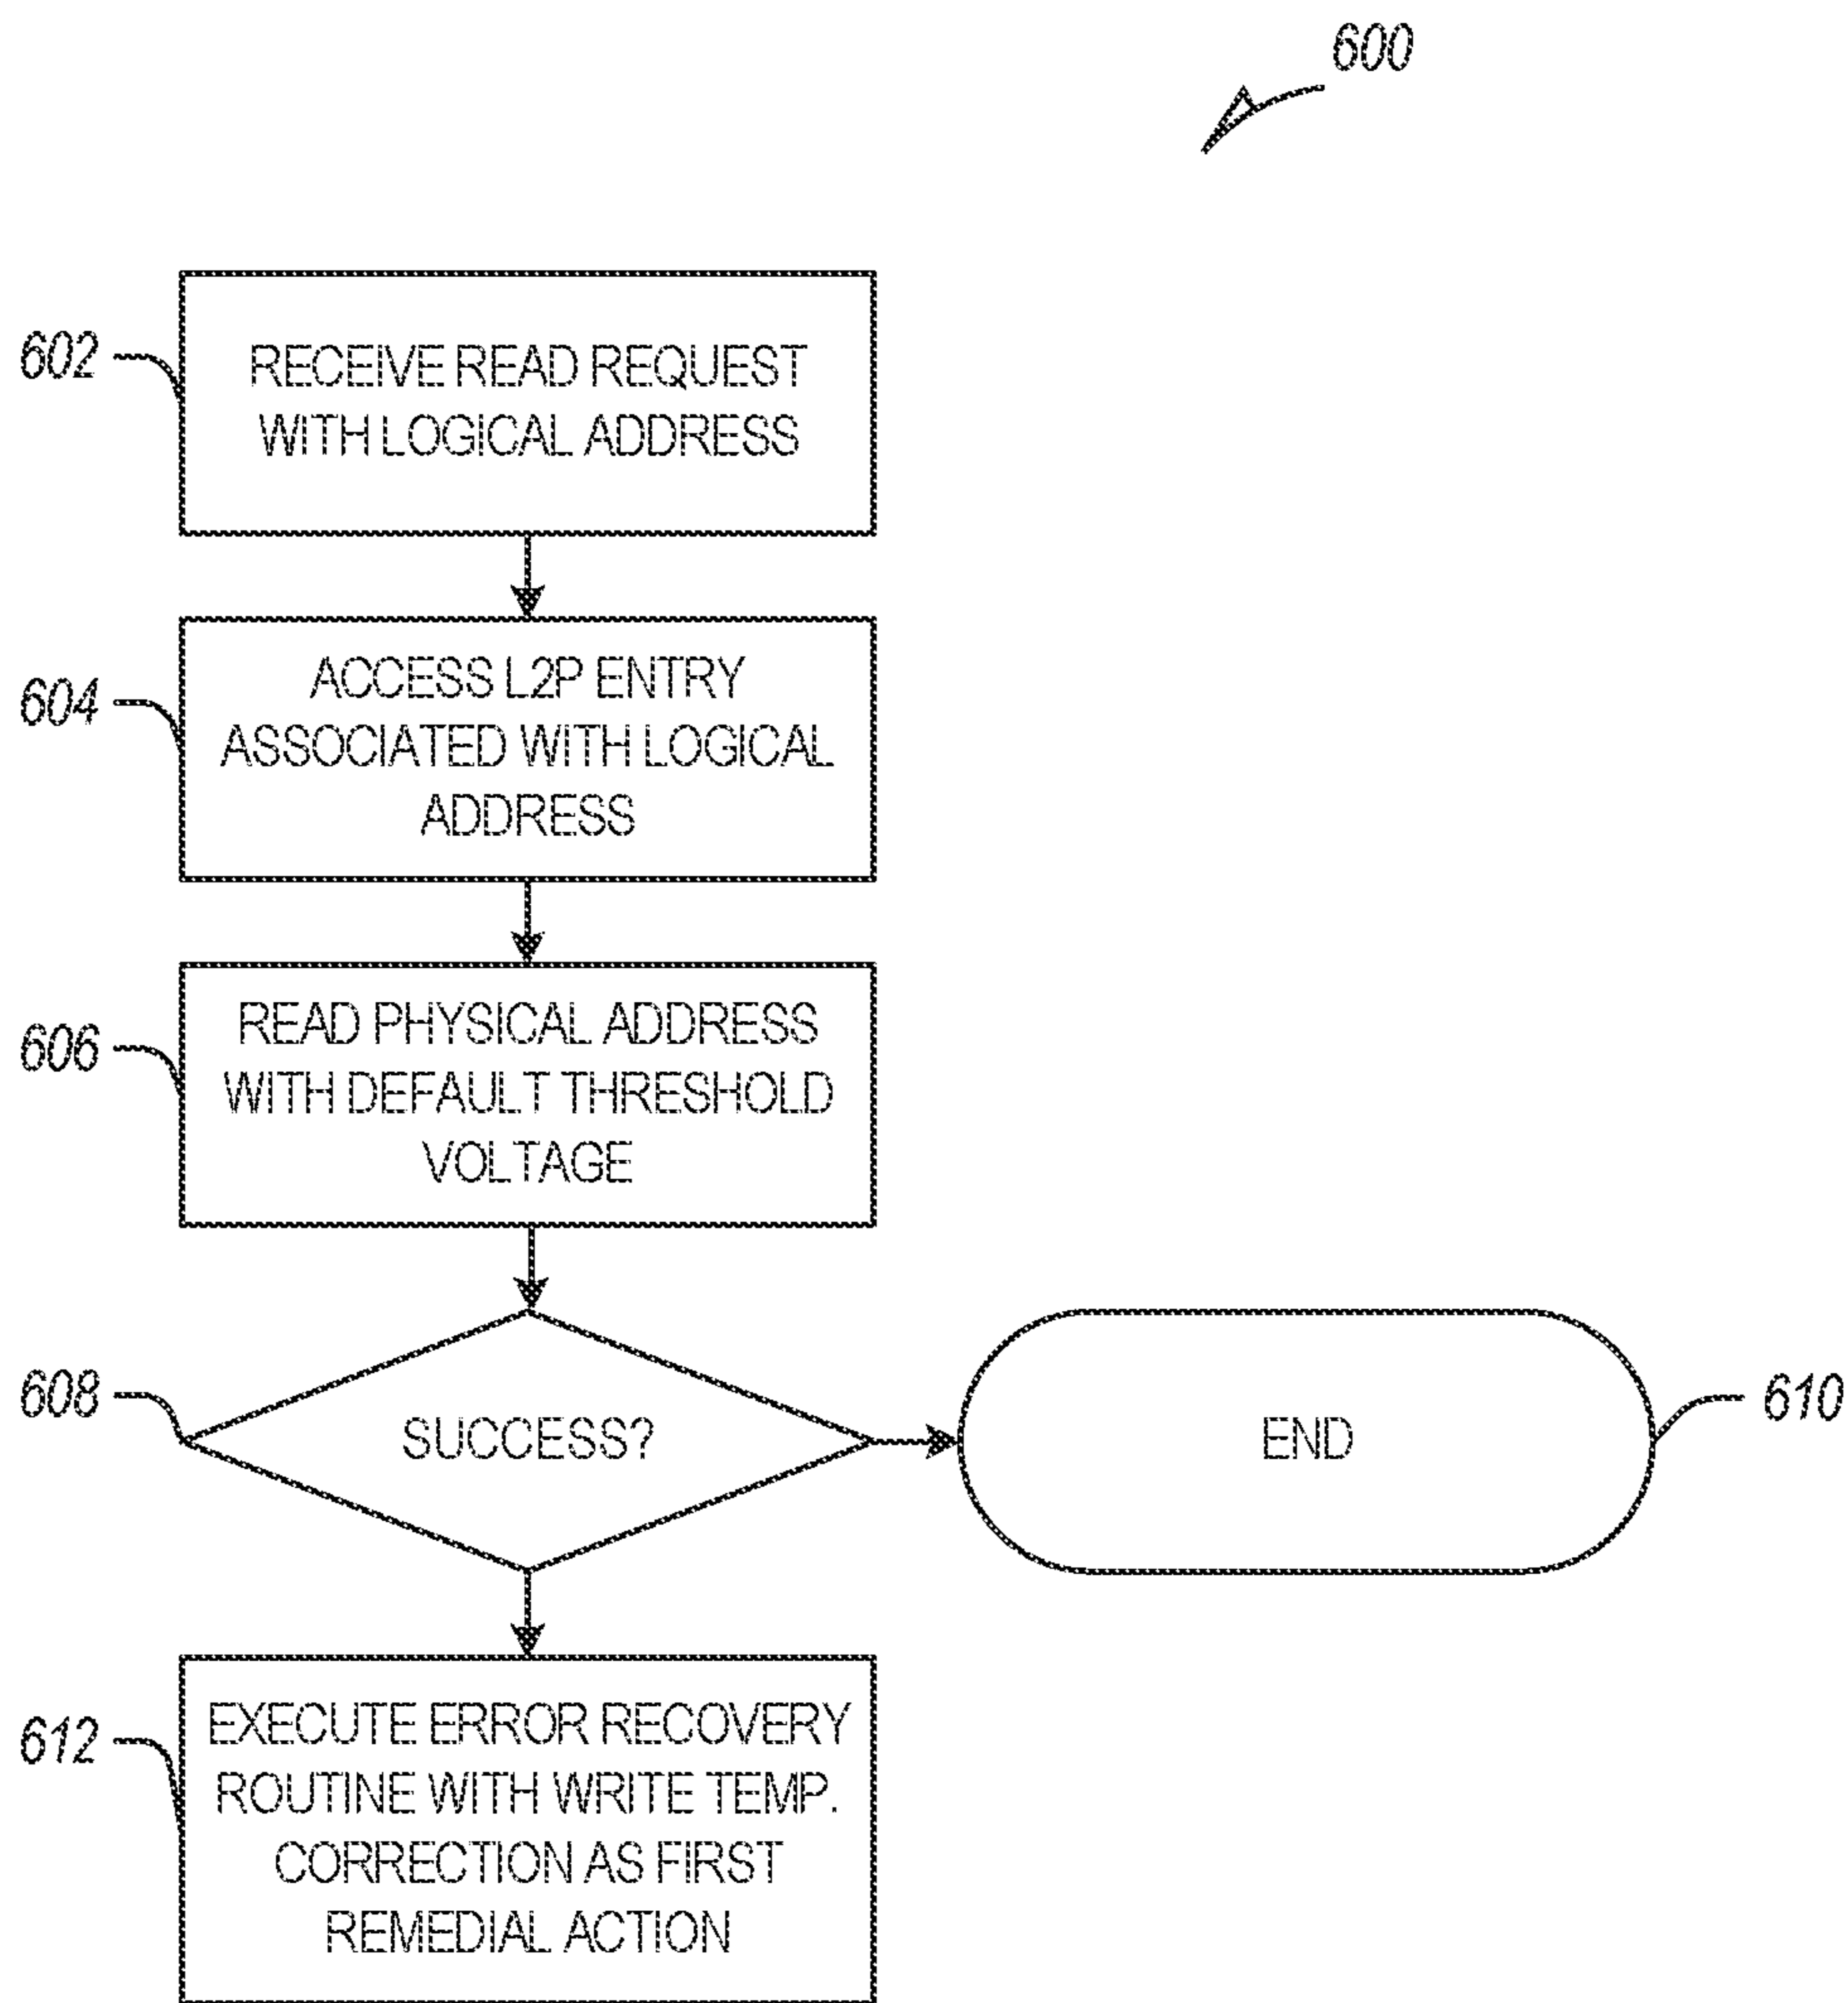 600
602
RECEIVE READ REQUEST
WITH LOGICAL ADDRESS
604
ACCESS L2P ENTRY
ASSOCIATED WITH LOGICAL
ADDRESS
606
READ PHYSICAL ADDRESS
WITH DEFAULT THRESHOLD
VOLTAGE
608
SUCCESS?
END
610
612
EXECUTE ERROR RECOVERY
ROUTINE WITH WRITE TEMP.
CORRECTION AS FIRST
REMEDIAL ACTION